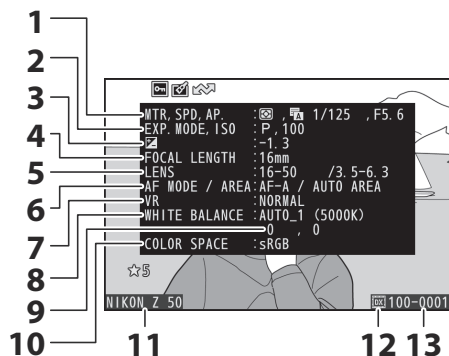 1
2
3
4
5
6
7
8
9
10
11
12
13
MTR, SPD, AP. : , 1/125 , F5.6
EXP. MODE, ISO : P, 100
: -1.3
FOCAL LENGTH : 16mm
LENS : 16-50 /3.5-6.3
AF MODE / AREA : AF-A / AUTO AREA
VR : NORMAL
WHITE BALANCE : AUTO_1 (5000K)
0 , 0
COLOR SPACE : sRGB
☆5
NIKON Z 50
DX 100-0001